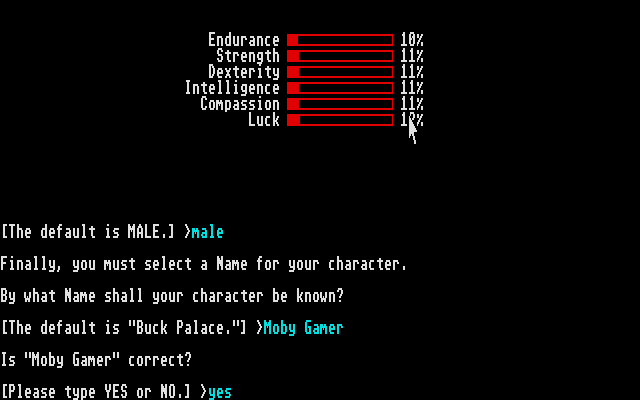 Endurance 10%
Strength 11%
Dexterity 11%
Intelligence 11%
Compassion 11%
Luck 12%
[The default is MALE.] >male
Finally, you must select a Name for your character.
By what Name shall your character be known?
[The default is "Buck Palace."] >Moby Gamer
Is "Moby Gamer" correct?
[Please type YES or NO.] >yes